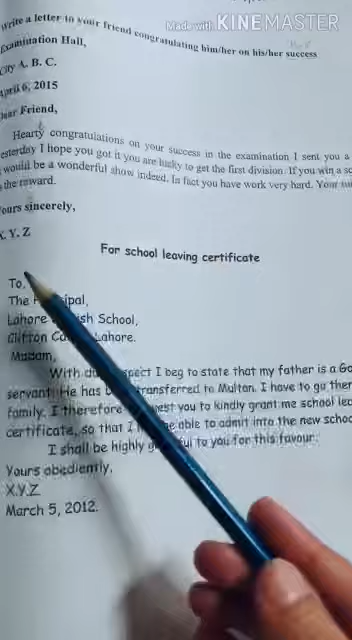 Made with KINEMASTER
Write a letter to your friend congratulating him/her on his/her success
Examination Hall,
City A. B. C.
April 6, 2015
Dear Friend,
Hearty congratulations on your success in the examination I sent you a
yesterday I hope you got it you are lucky to get the first division. If you win a
would be a wonderful show indeed. In fact you have work very hard. Your
the reward.
Yours sincerely,
X. Y. Z
For school leaving certificate
To,
The
Lahore School,
Clifton Lahore.
Madam,
With respect I beg to state that my father is a
servant. He has transferred to Multan. I have to go
family. I therefore you to kindly grant me school
certificate, so that I able to admit into the new
I shall be highly to you for this favour.
Yours obediently,
X.Y.Z
March 5, 2012.